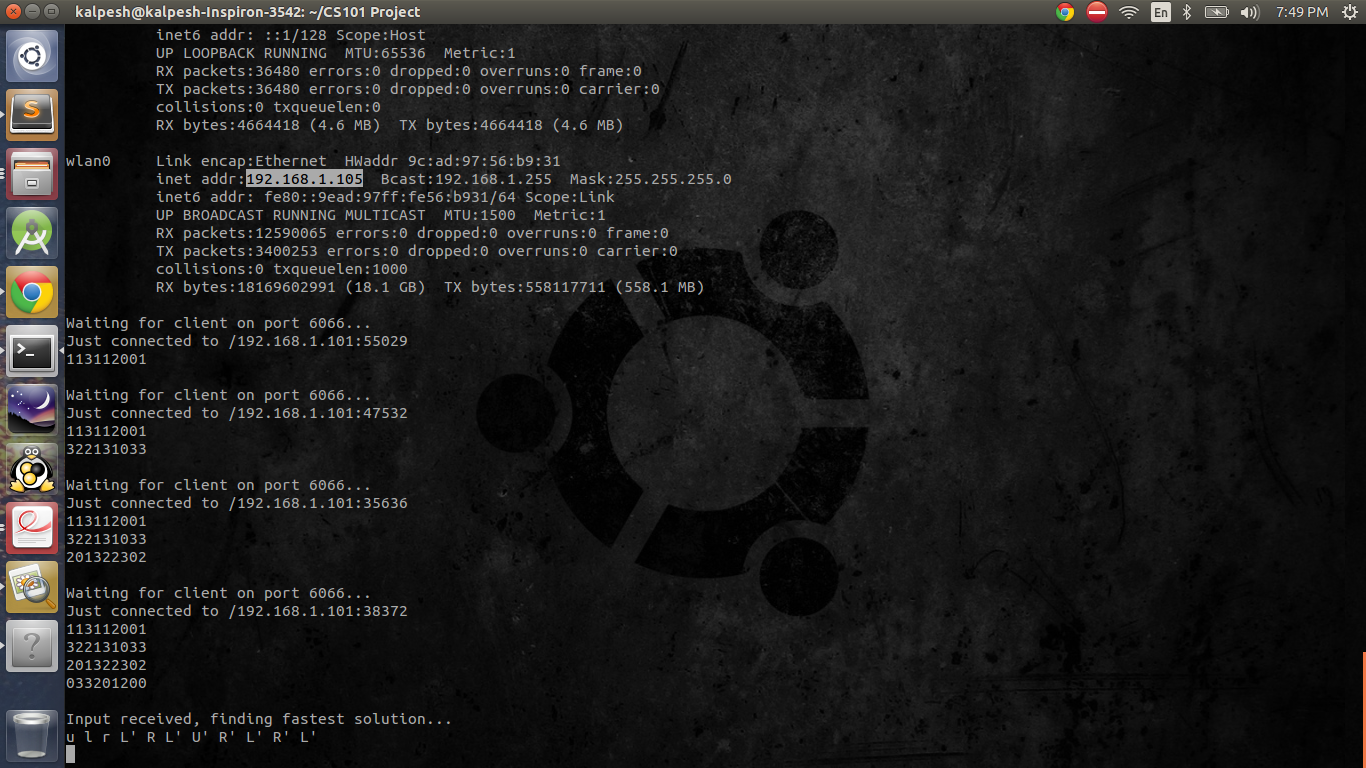 kalpesh@kalpesh-Inspiron-3542: ~/CS101 Project
En
7:49 PM
inet6 addr: ::1/128 Scope:Host
UP LOOPBACK RUNNING  MTU:65536  Metric:1
RX packets:36480 errors:0 dropped:0 overruns:0 frame:0
TX packets:36480 errors:0 dropped:0 overruns:0 carrier:0
collisions:0 txqueuelen:0
RX bytes:4664418 (4.6 MB)  TX bytes:4664418 (4.6 MB)
wlan0     Link encap:Ethernet  HWaddr 9c:ad:97:56:b9:31
inet addr:192.168.1.105  Bcast:192.168.1.255  Mask:255.255.255.0
inet6 addr: fe80::9ead:97ff:fe56:b931/64 Scope:Link
UP BROADCAST RUNNING MULTICAST  MTU:1500  Metric:1
RX packets:12590065 errors:0 dropped:0 overruns:0 frame:0
TX packets:3400253 errors:0 dropped:0 overruns:0 carrier:0
collisions:0 txqueuelen:1000
RX bytes:18169602991 (18.1 GB)  TX bytes:558117711 (558.1 MB)
Waiting for client on port 6066...
Just connected to /192.168.1.101:55029
113112001
Waiting for client on port 6066...
Just connected to /192.168.1.101:47532
113112001
322131033
Waiting for client on port 6066...
Just connected to /192.168.1.101:35636
113112001
322131033
201322302
Waiting for client on port 6066...
Just connected to /192.168.1.101:38372
113112001
322131033
201322302
033201200
Input received, finding fastest solution...
u l r L' R L' U' R' L' R' L'